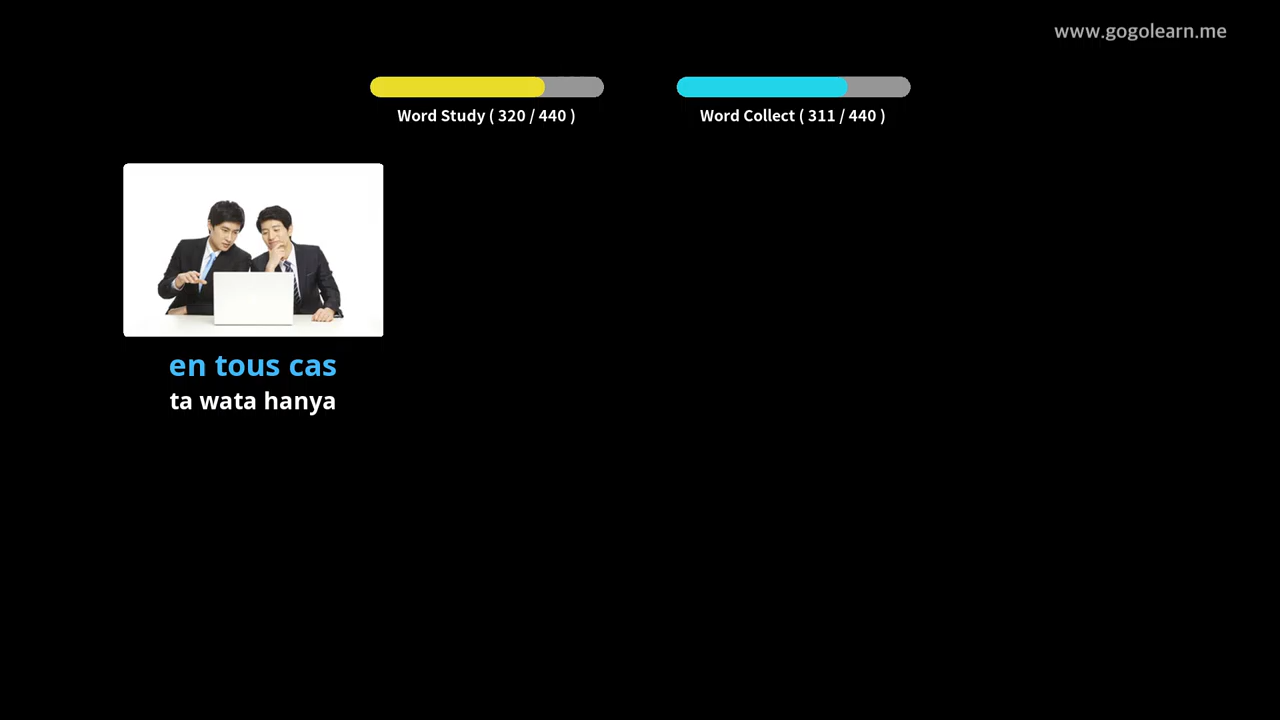 www.gogolearn.me
Word Study ( 320 / 440 )
Word Collect ( 311 / 440 )
en tous cas
ta wata hanya